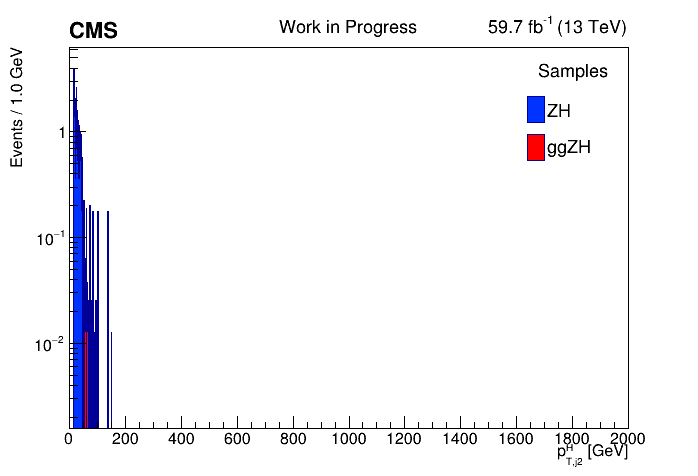 CMS Work in Progress 59.7 fb⁻¹ (13 TeV)
Events / 1.0 GeV
Samples
ZH
ggZH
1
10⁻¹
10⁻²
0 200 400 600 800 1000 1200 1400 1600 1800 2000
p^H_T,j2 [GeV]